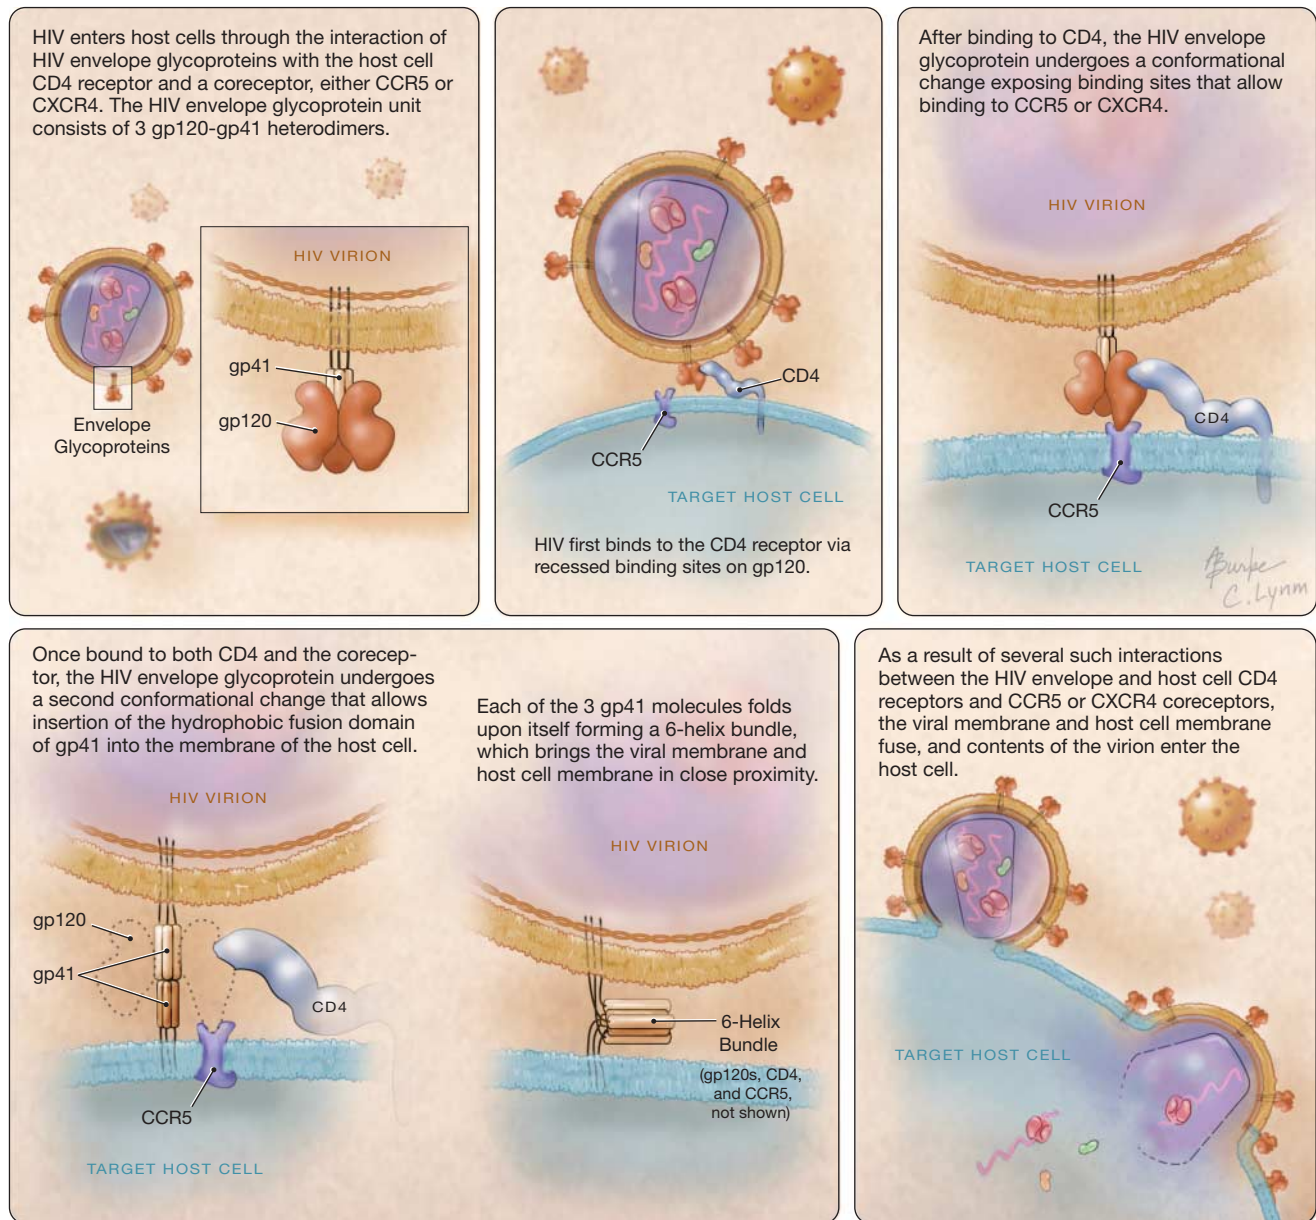 HIV enters host cells through the interaction of
HIV envelope glycoproteins with the host cell
CD4 receptor and a coreceptor, either CCR5 or
CXCR4. The HIV envelope glycoprotein unit
consists of 3 gp120-gp41 heterodimers.
HIV VIRION
gp41
gp120
Envelope
Glycoproteins
CD4
CCR5
TARGET HOST CELL
HIV first binds to the CD4 receptor via
recessed binding sites on gp120.
After binding to CD4, the HIV envelope
glycoprotein undergoes a conformational
change exposing binding sites that allow
binding to CCR5 or CXCR4.
HIV VIRION
CD4
CCR5
TARGET HOST CELL
ABurke
C. Lynm
Once bound to both CD4 and the corecep-
tor, the HIV envelope glycoprotein undergoes
a second conformational change that allows
insertion of the hydrophobic fusion domain
of gp41 into the membrane of the host cell.
HIV VIRION
gp120
gp41
CD4
CCR5
TARGET HOST CELL
Each of the 3 gp41 molecules folds
upon itself forming a 6-helix bundle,
which brings the viral membrane and
host cell membrane in close proximity.
HIV VIRION
6-Helix
Bundle
(gp120s, CD4,
and CCR5,
not shown)
As a result of several such interactions
between the HIV envelope and host cell CD4
receptors and CCR5 or CXCR4 coreceptors,
the viral membrane and host cell membrane
fuse, and contents of the virion enter the
host cell.
TARGET HOST CELL